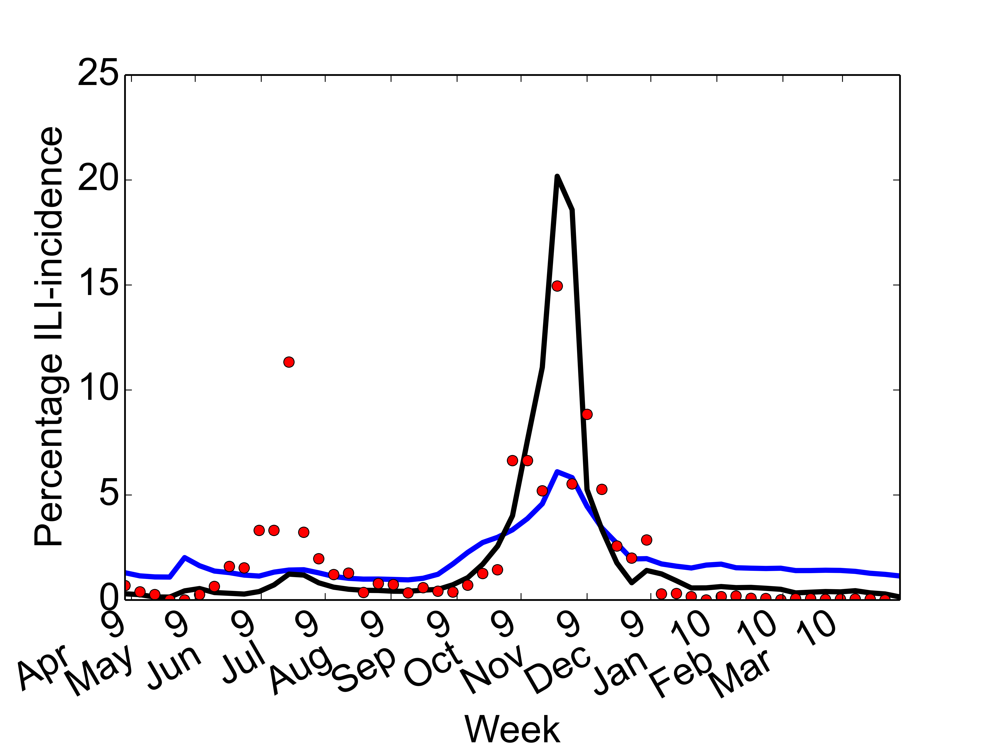 Percentage ILI-incidence
25
20
15
10
5
0
Apr 9
May 9
Jun 9
Jul 9
Aug 9
Sep 9
Oct 9
Nov 9
Dec 9
Jan 10
Feb 10
Mar 10
Week